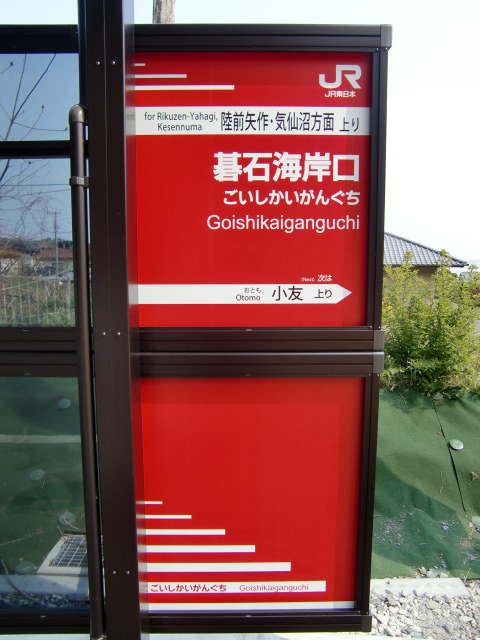 JR
JR東日本
for Rikuzen-Yahagi,
Kesennuma
陸前矢作・気仙沼方面 上り
碁石海岸口
ごいしかいがんぐち
Goishikaiganguchi
(Next) 次は
おとも
Otomo 小友 上り
ごいしかいがんぐち Goishikaiganguchi